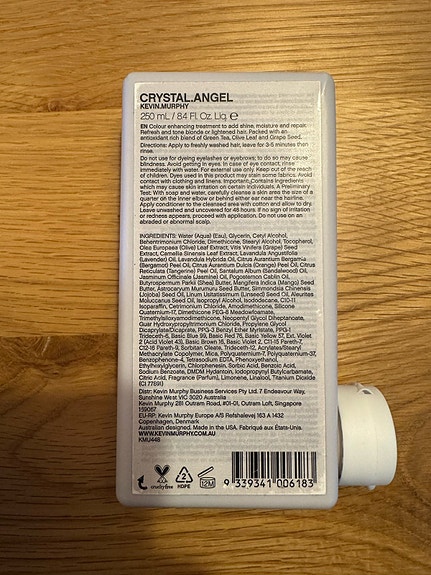 CRYSTAL.ANGEL
KEVIN.MURPHY
250 mL / 8.4 Fl. Oz. Liq. ℮
EN Colour enhancing treatment to add shine, moisture and repair.
Refresh and tone blonde or lightened hair. Packed with an
antioxidant rich blend of Green Tea, Olive Leaf and Grape Seed.
Directions: Apply to freshly washed hair, leave for 3-5 minutes then
rinse.
Do not use for dyeing eyelashes or eyebrows; to do so may cause
blindness. Avoid getting in eyes. In case of eye contact, rinse
immediately with water. For external use only. Keep out of the reach
of children. Dyes used in this product may stain some fabrics. Avoid
contact with clothing and linens. Important: Contains ingredients
which may cause skin irritation on certain individuals. A Preliminary
Test: With soap and water, carefully cleanse a skin area the size of a
quarter on the inner elbow or behind either ear near the hairline.
Apply conditioner to the cleansed area with cotton and allow to dry.
Leave unwashed and uncovered for 48 hours. If no sign of irritation
or redness appears, proceed with application. Do not use on an
abraded or abnormal scalp.
INGREDIENTS: Water (Aqua) (Eau), Glycerin, Cetyl Alcohol,
Behentrimonium Chloride, Dimethicone, Stearyl Alcohol, Tocopherol,
Olea Europaea (Olive) Leaf Extract, Vitis Vinifera (Grape) Seed
Extract, Camellia Sinensis Leaf Extract, Lavandula Angustifolia
(Lavender) Oil, Lavandula Hybrida Oil, Citrus Aurantium Bergamia
(Bergamot) Peel Oil, Citrus Aurantium Dulcis (Orange) Peel Oil, Citrus
Reticulata (Tangerine) Peel Oil, Santalum Album (Sandalwood) Oil,
Jasminum Officinale (Jasmine) Oil, Pogostemon Cablin Oil,
Butyrospermum Parkii (Shea) Butter, Mangifera Indica (Mango) Seed
Butter, Astrocaryum Murumuru Seed Butter, Simmondsia Chinensis
(Jojoba) Seed Oil, Linum Usitatissimum (Linseed) Seed Oil, Aleurites
Moluccana Seed Oil, Isopropyl Alcohol, Isododecane, C10-11
Isoparaffin, Cetrimonium Chloride, Amodimethicone, Silicone
Quaternium-17, Dimethicone PEG-8 Meadowfoamate,
Trimethylsiloxyamodimethicone, Neopentyl Glycol Diheptanoate,
Guar Hydroxypropyltrimonium Chloride, Propylene Glycol
Dicaprylate/Dicaprate, PPG-3 Benzyl Ether Myristate, PPG-1
Trideceth-6, Basic Blue 99, Basic Red 76, Basic Yellow 57, Ext. Violet
2 (Acid Violet 43), Basic Brown 16, Basic Violet 2, C11-15 Pareth-7,
C12-16 Pareth-9, Sorbitan Oleate, Trideceth-12, Acrylates/Stearyl
Methacrylate Copolymer, Mica, Polyquaternium-7, Polyquaternium-37,
Benzophenone-4, Tetrasodium EDTA, Phenoxyethanol,
Ethylhexylglycerin, Chlorphenesin, Sorbic Acid, Benzoic Acid,
Sodium Benzoate, DMDM Hydantoin, Iodopropynyl Butylcarbamate,
Citric Acid, Fragrance (Parfum), Limonene, Linalool, Titanium Dioxide
(CI 77891)
Distr: Kevin Murphy Business Services Pty Ltd. 7 Endeavour Way,
Sunshine West VIC 3020 Australia
Kevin Murphy 281 Outram Road, #01-01, Outram Loft, Singapore
169067
EU-RP: Kevin Murphy Europe A/S Refshalevej 163 A 1432
Copenhagen, Denmark
Australian designed. Made in the USA. Fabriqué aux États-Unis.
WWW.KEVINMURPHY.COM.AU
KMU448
crueltyfree
2
HDPE
12M
9 339341 006183